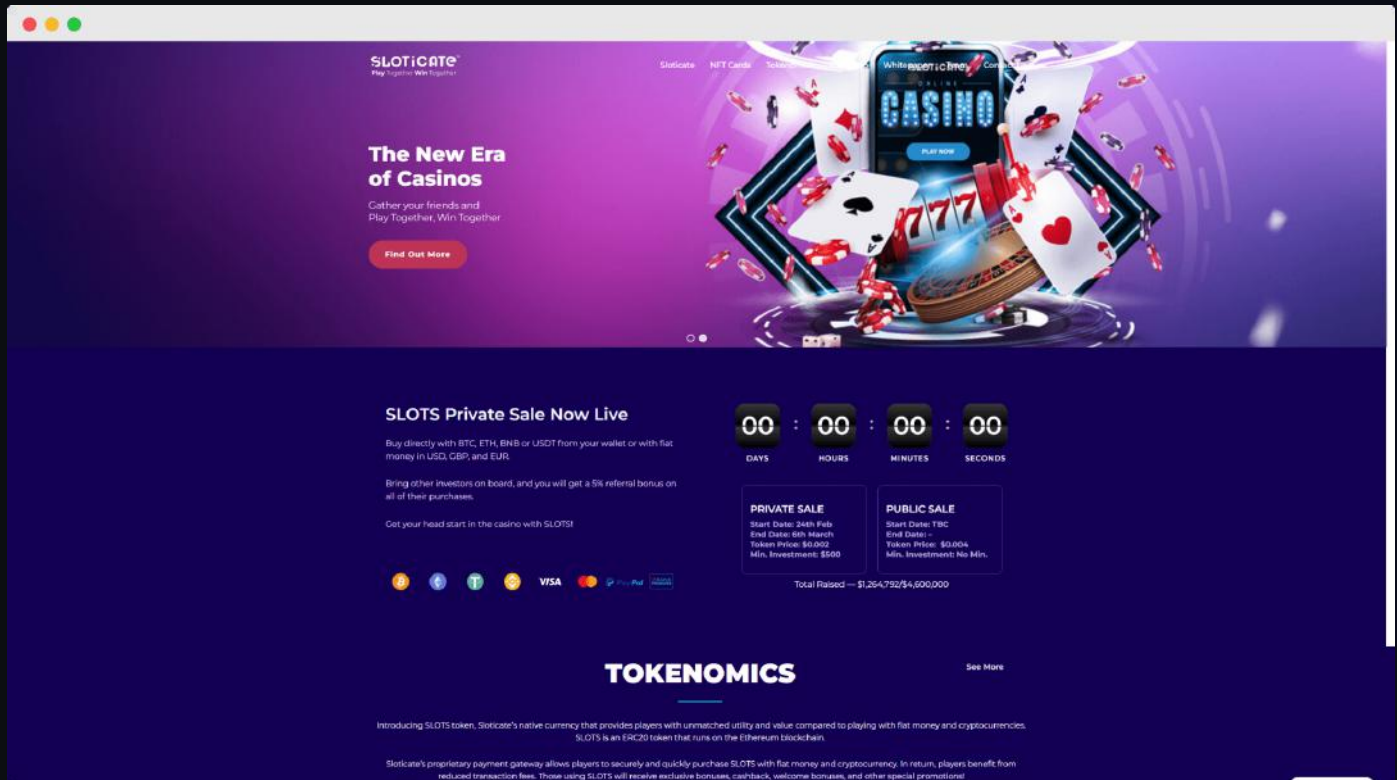 SLOTiCATE
Play Together Win Together
Sloticate NFT Cards
Whitepaper
The New Era
of Casinos
Gather your friends and
Play Together, Win Together
Find Out More
ONLINE
CASINO
PLAY NOW
777
SLOTS Private Sale Now Live
Buy directly with BTC, ETH, BNB or USDT from your wallet or with fiat
money in USD, GBP, and EUR.
Bring other investors on board, and you will get a 5% referral bonus on
all of their purchases.
Get your head start in the casino with SLOTS!
VISA PayPal
00 : 00 : 00 : 00
DAYS HOURS MINUTES SECONDS
PRIVATE SALE
Start Date: 24th Feb
End Date: 6th March
Token Price: $0.002
Min. Investment: $500
PUBLIC SALE
Start Date: TBC
End Date: –
Token Price: $0.004
Min. Investment: No Min.
Total Raised — $1,264,792/$4,600,000
TOKENOMICS
See More
Introducing SLOTS token, Sloticate's native currency that provides players with unmatched utility and value compared to playing with fiat money and cryptocurrencies.
SLOTS is an ERC20 token that runs on the Ethereum blockchain.
Sloticate's proprietary payment gateway allows players to securely and quickly purchase SLOTS with fiat money and cryptocurrency. In return, players benefit from
reduced transaction fees. Those using SLOTS will receive exclusive bonuses, cashback, welcome bonuses, and other special promotions!